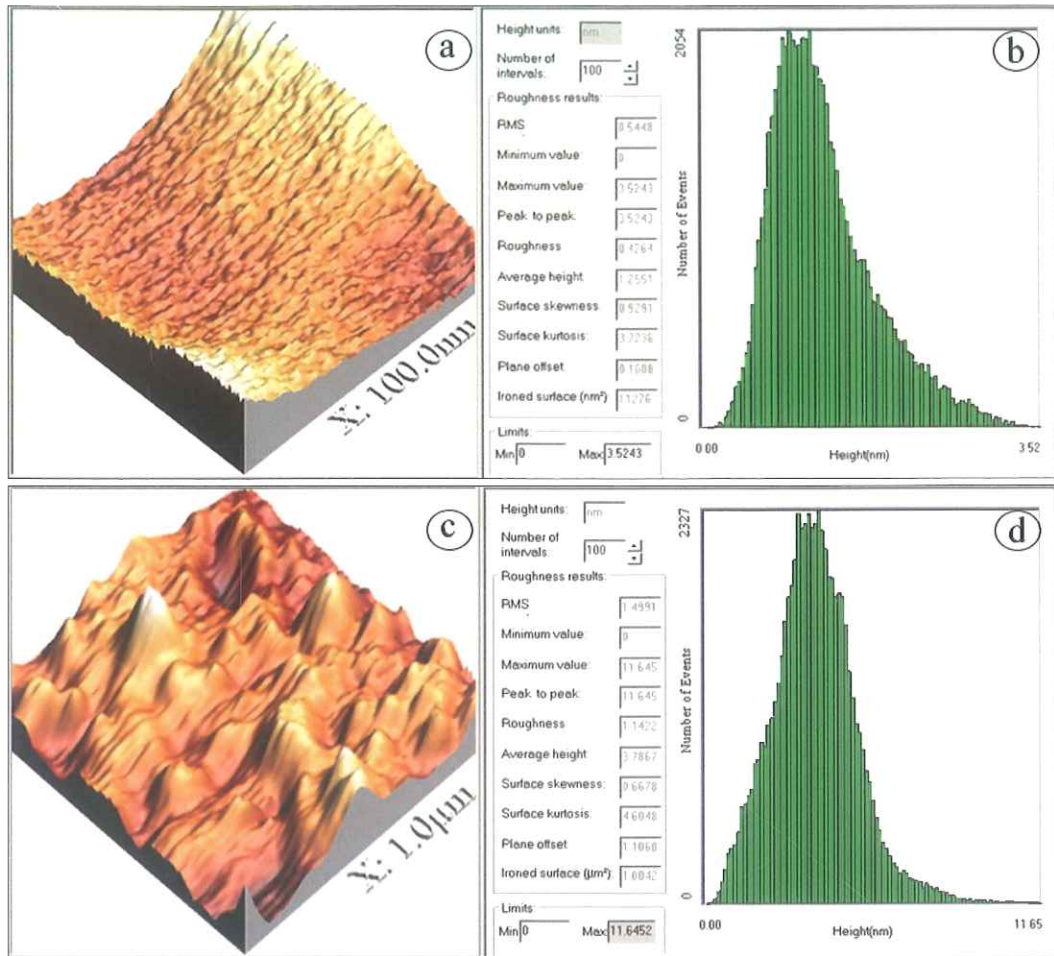 a
X: 100.0nm
Height units: nm
Number of intervals: 100
Roughness results:
RMS 0.5448
Minimum value 0
Maximum value: 3.5243
Peak to peak: 3.5243
Roughness 0.4264
Average height 1.2551
Surface skewness 0.9291
Surface kurtosis: 3.7236
Plane offset 0.1608
Ironed surface (nm²)
Limits
Min 0 Max 3.5243
b
2054
Number of Events
0
0.00 3.52
Height(nm)
c
X: 1.0µm
Height units: nm
Number of intervals: 100
Roughness results:
RMS 1.4991
Minimum value: 0
Maximum value: 11.645
Peak to peak: 11.645
Roughness 1.1422
Average height 3.7867
Surface skewness: 0.6678
Surface kurtosis: 4.6048
Plane offset 1.1060
Ironed surface (µm²) 1.0042
Limits
Min 0 Max 11.6452
d
2327
Number of Events
0
0.00 11.65
Height(nm)